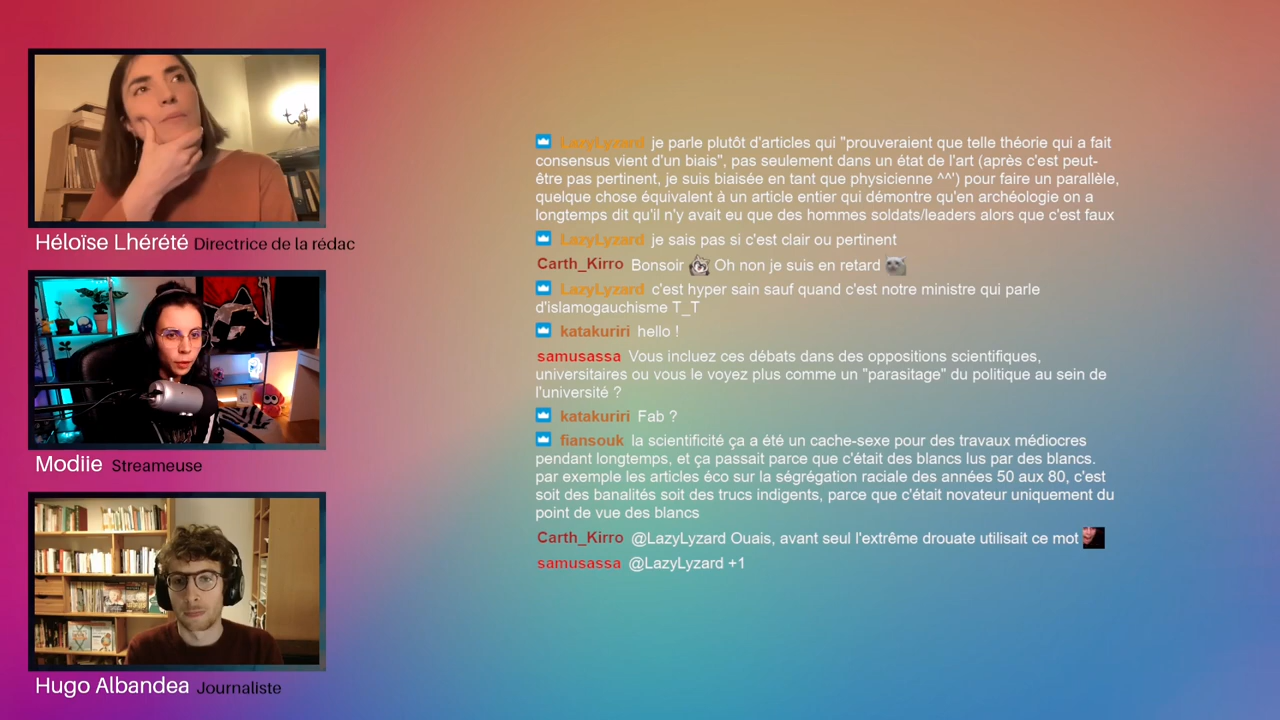 Héloïse Lhérété Directrice de la rédac
Modiie Streameuse
Hugo Albandea Journaliste
LazyLyzard je parle plutôt d'articles qui "prouveraient que telle théorie qui a fait
consensus vient d'un biais", pas seulement dans un état de l'art (après c'est peut-
être pas pertinent, je suis biaisée en tant que physicienne ^^') pour faire un parallèle,
quelque chose équivalent à un article entier qui démontre qu'en archéologie on a
longtemps dit qu'il n'y avait eu que des hommes soldats/leaders alors que c'est faux
LazyLyzard je sais pas si c'est clair ou pertinent
Carth_Kirro Bonsoir Oh non je suis en retard
LazyLyzard c'est hyper sain sauf quand c'est notre ministre qui parle
d'islamogauchisme T_T
katakuriri hello !
samusassa Vous incluez ces débats dans des oppositions scientifiques,
universitaires ou vous le voyez plus comme un "parasitage" du politique au sein de
l'université ?
katakuriri Fab ?
fiansouk la scientificité ça a été un cache-sexe pour des travaux médiocres
pendant longtemps, et ça passait parce que c'était des blancs lus par des blancs.
par exemple les articles éco sur la ségrégation raciale des années 50 aux 80, c'est
soit des banalités soit des trucs indigents, parce que c'était novateur uniquement du
point de vue des blancs
Carth_Kirro @LazyLyzard Ouais, avant seul l'extrême drouate utilisait ce mot
samusassa @LazyLyzard +1